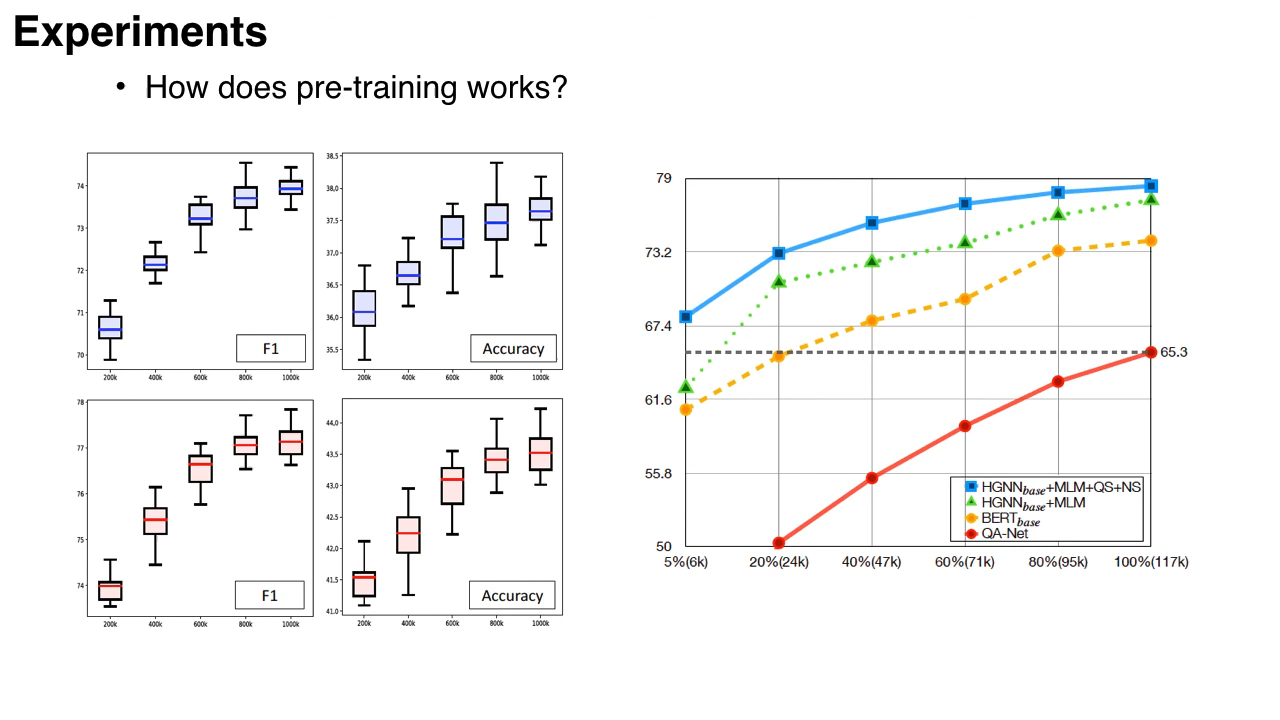 Experiments
• How does pre-training works?
74
73
72
71
70
F1
200k 400k 600k 800k 1000k
38.5
38.0
37.5
37.0
36.5
36.0
35.5
Accuracy
200k 400k 600k 800k 1000k
78
77
76
75
74
F1
200k 400k 600k 800k 1000k
44.0
43.5
43.0
42.5
42.0
41.5
41.0
Accuracy
200k 400k 600k 800k 1000k
79
73.2
67.4
65.3
61.6
55.8
50
HGNNbase+MLM+QS+NS
HGNNbase+MLM
BERTbase
QA-Net
5%(6k) 20%(24k) 40%(47k) 60%(71k) 80%(95k) 100%(117k)